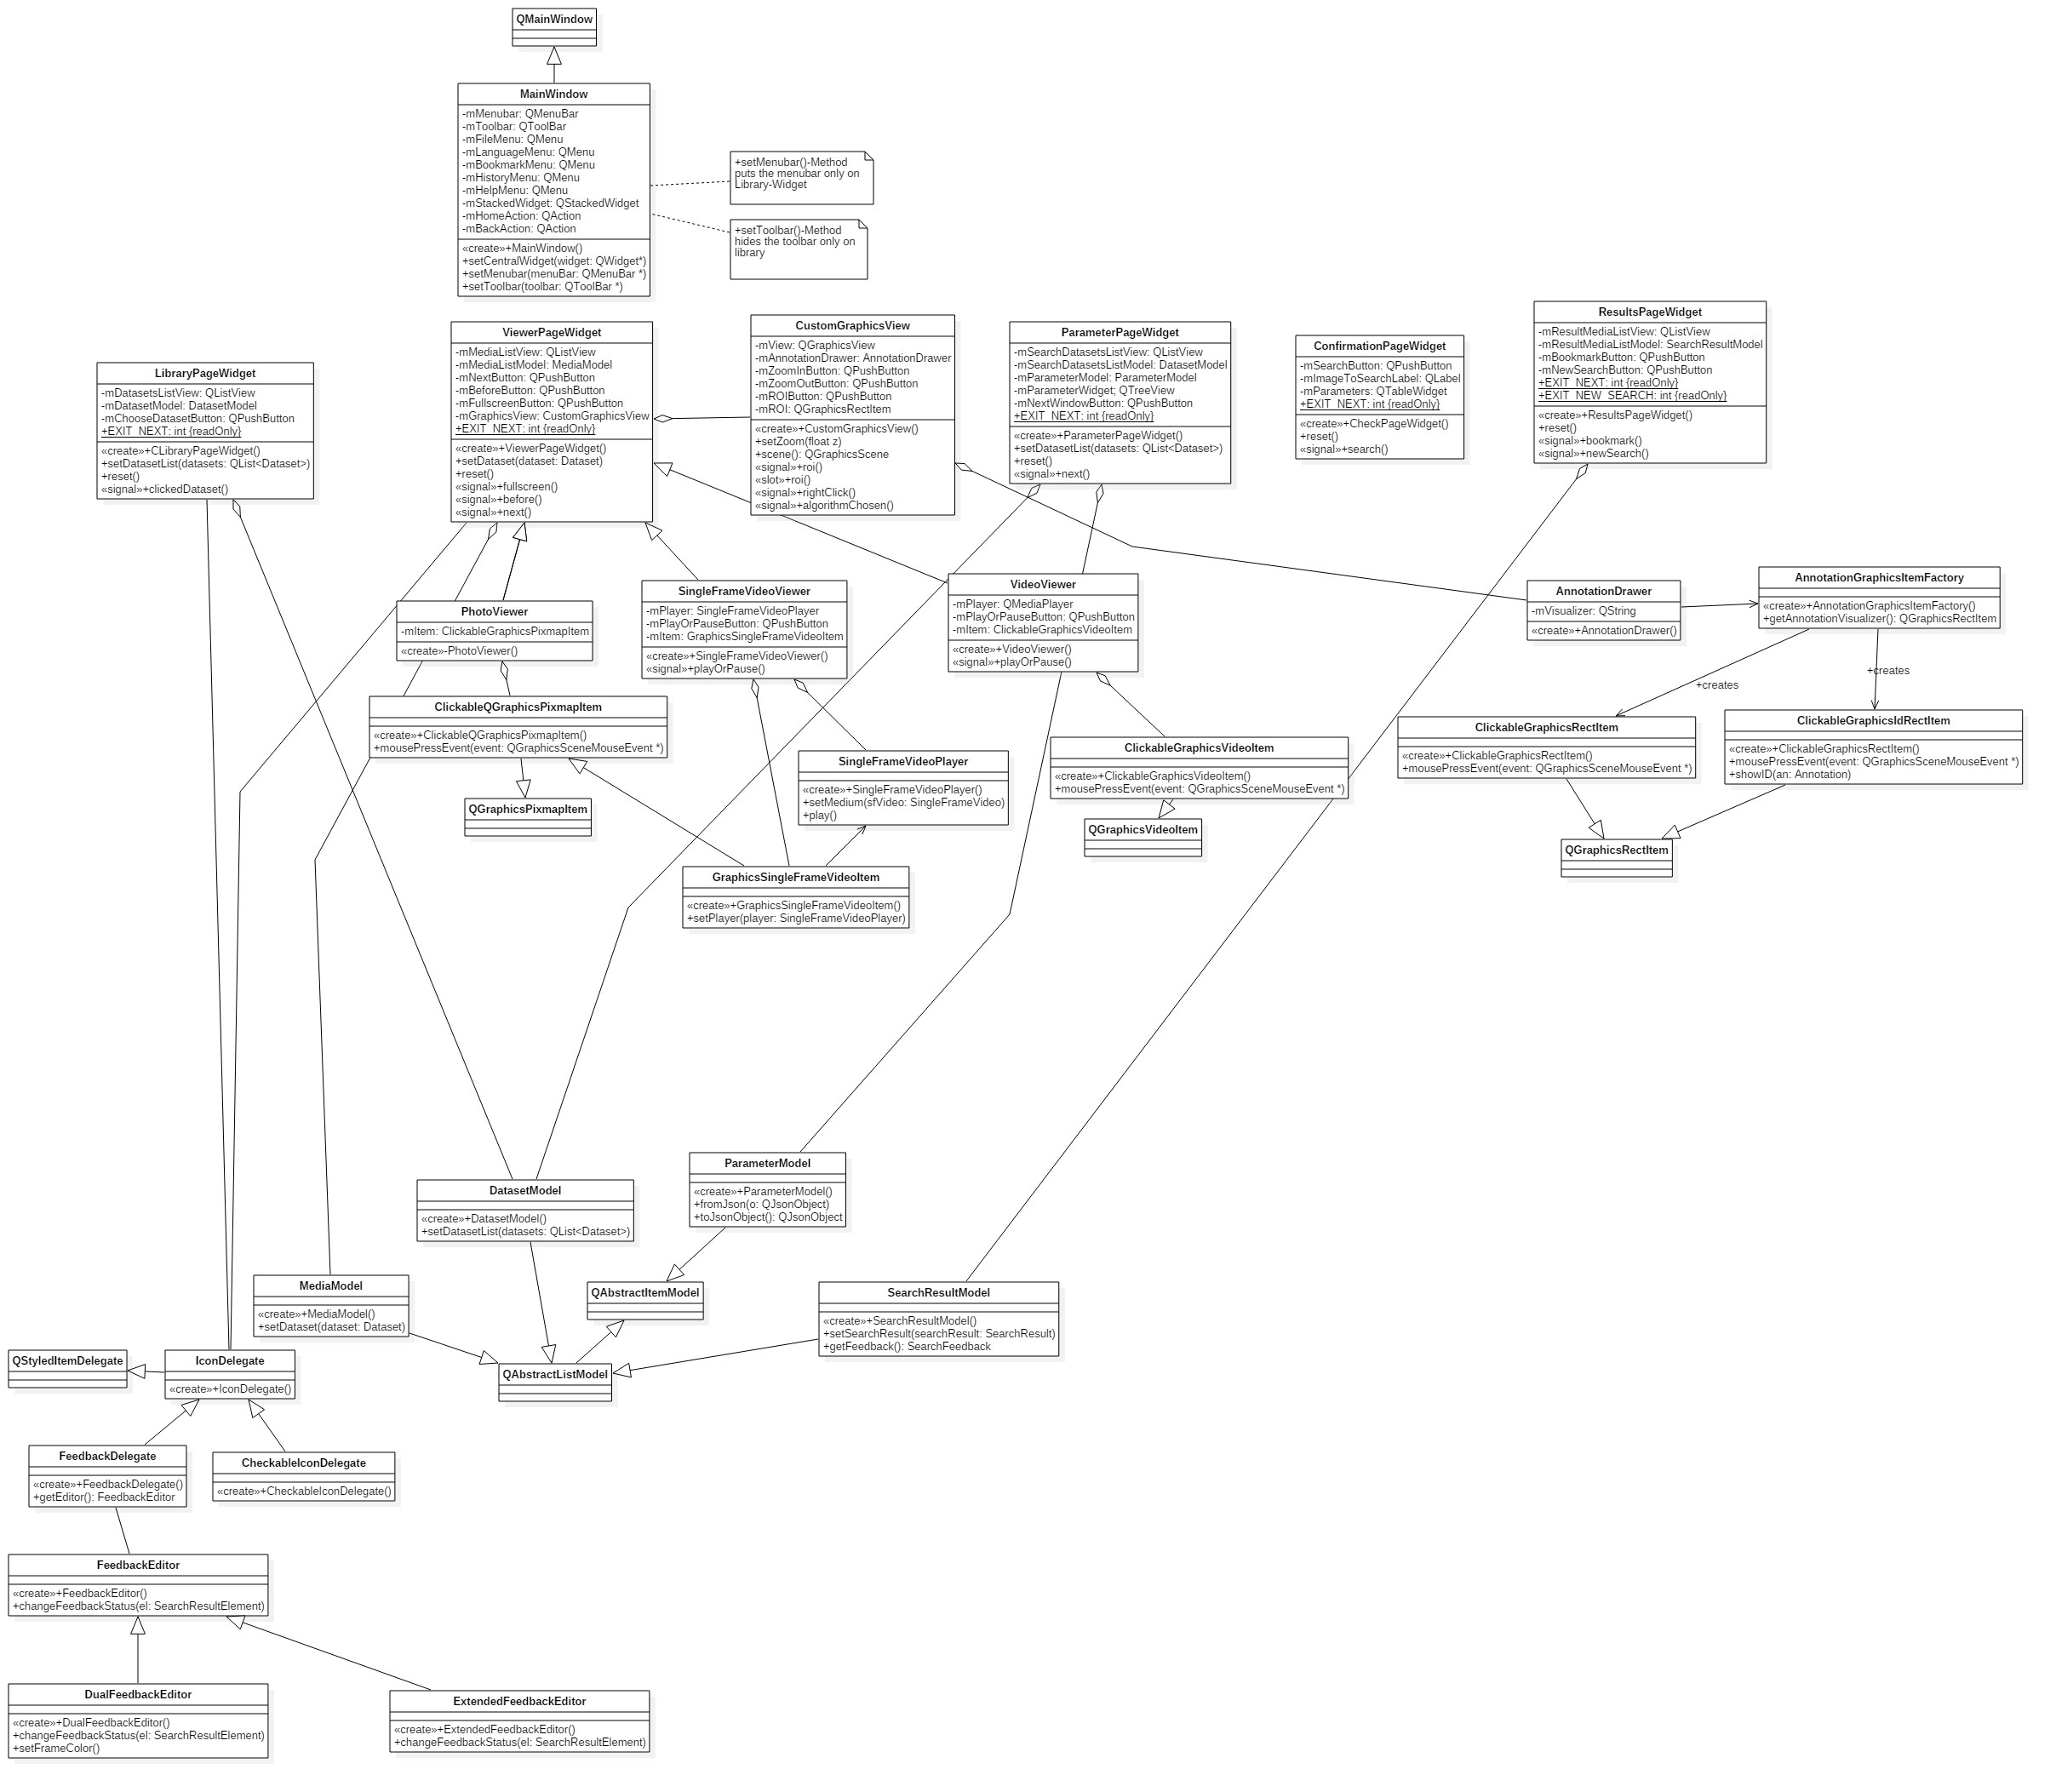 QMainWindow
MainWindow
-mMenubar: QMenuBar
-mToolbar: QToolBar
-mFileMenu: QMenu
-mLanguageMenu: QMenu
-mBookmarkMenu: QMenu
-mHistoryMenu: QMenu
-mHelpMenu: QMenu
-mStackedWidget: QStackedWidget
-mHomeAction: QAction
-mBackAction: QAction
«create»+MainWindow()
+setCentralWidget(widget: QWidget*)
+setMenubar(menuBar: QMenuBar *)
+setToolbar(toolbar: QToolBar *)
+setMenubar()-Method
puts the menubar only on
Library-Widget
+setToolbar()-Method
hides the toolbar only on
library
LibraryPageWidget
-mDatasetsListView: QListView
-mDatasetModel: DatasetModel
-mChooseDatasetButton: QPushButton
+EXIT_NEXT: int {readOnly}
«create»+CLibraryPageWidget()
+setDatasetList(datasets: QList<Dataset>)
+reset()
«signal»+clickedDataset()
ViewerPageWidget
-mMediaListView: QListView
-mMediaListModel: MediaModel
-mNextButton: QPushButton
-mBeforeButton: QPushButton
-mFullscreenButton: QPushButton
-mGraphicsView: CustomGraphicsView
+EXIT_NEXT: int {readOnly}
«create»+ViewerPageWidget()
+setDataset(dataset: Dataset)
+reset()
«signal»+fullscreen()
«signal»+before()
«signal»+next()
CustomGraphicsView
-mView: QGraphicsView
-mAnnotationDrawer: AnnotationDrawer
-mZoomInButton: QPushButton
-mZoomOutButton: QPushButton
-mROIButton: QPushButton
-mROI: QGraphicsRectItem
«create»+CustomGraphicsView()
+setZoom(float z)
+scene(): QGraphicsScene
«signal»+roi()
«slot»+roi()
«signal»+rightClick()
«signal»+algorithmChosen()
ParameterPageWidget
-mSearchDatasetsListView: QListView
-mSearchDatasetsListModel: DatasetModel
-mParameterModel: ParameterModel
-mParameterWidget; QTreeView
-mNextWindowButton: QPushButton
+EXIT_NEXT: int {readOnly}
«create»+ParameterPageWidget()
+setDatasetList(datasets: QList<Dataset>)
+reset()
«signal»+next()
ConfirmationPageWidget
-mSearchButton: QPushButton
-mImageToSearchLabel: QLabel
-mParameters: QTableWidget
+EXIT_NEXT: int {readOnly}
«create»+CheckPageWidget()
+reset()
«signal»+search()
ResultsPageWidget
-mResultMediaListView: QListView
-mResultMediaListModel: SearchResultModel
-mBookmarkButton: QPushButton
-mNewSearchButton: QPushButton
+EXIT_NEXT: int {readOnly}
+EXIT_NEW_SEARCH: int {readOnly}
«create»+ResultsPageWidget()
+reset()
«signal»+bookmark()
«signal»+newSearch()
PhotoViewer
-mItem: ClickableGraphicsPixmapItem
«create»-PhotoViewer()
SingleFrameVideoViewer
-mPlayer: SingleFrameVideoPlayer
-mPlayOrPauseButton: QPushButton
-mItem: GraphicsSingleFrameVideoItem
«create»+SingleFrameVideoViewer()
«signal»+playOrPause()
VideoViewer
-mPlayer: QMediaPlayer
-mPlayOrPauseButton: QPushButton
-mItem: ClickableGraphicsVideoItem
«create»+VideoViewer()
«signal»+playOrPause()
AnnotationDrawer
-mVisualizer: QString
«create»+AnnotationDrawer()
AnnotationGraphicsItemFactory
«create»+AnnotationGraphicsItemFactory()
+getAnnotationVisualizer(): QGraphicsRectItem
+creates
+creates
ClickableQGraphicsPixmapItem
«create»+ClickableQGraphicsPixmapItem()
+mousePressEvent(event: QGraphicsSceneMouseEvent *)
QGraphicsPixmapItem
SingleFrameVideoPlayer
«create»+SingleFrameVideoPlayer()
+setMedium(sfVideo: SingleFrameVideo)
+play()
ClickableGraphicsVideoItem
«create»+ClickableGraphicsVideoItem()
+mousePressEvent(event: QGraphicsSceneMouseEvent *)
QGraphicsVideoItem
ClickableGraphicsRectItem
«create»+ClickableGraphicsRectItem()
+mousePressEvent(event: QGraphicsSceneMouseEvent *)
ClickableGraphicsIdRectItem
«create»+ClickableGraphicsRectItem()
+mousePressEvent(event: QGraphicsSceneMouseEvent *)
+showID(an: Annotation)
QGraphicsRectItem
GraphicsSingleFrameVideoItem
«create»+GraphicsSingleFrameVideoItem()
+setPlayer(player: SingleFrameVideoPlayer)
ParameterModel
«create»+ParameterModel()
+fromJson(o: QJsonObject)
+toJsonObject(): QJsonObject
DatasetModel
«create»+DatasetModel()
+setDatasetList(datasets: QList<Dataset>)
MediaModel
«create»+MediaModel()
+setDataset(dataset: Dataset)
QAbstractItemModel
SearchResultModel
«create»+SearchResultModel()
+setSearchResult(searchResult: SearchResult)
+getFeedback(): SearchFeedback
QStyledItemDelegate
IconDelegate
«create»+IconDelegate()
QAbstractListModel
FeedbackDelegate
«create»+FeedbackDelegate()
+getEditor(): FeedbackEditor
CheckableIconDelegate
«create»+CheckableIconDelegate()
FeedbackEditor
«create»+FeedbackEditor()
+changeFeedbackStatus(el: SearchResultElement)
DualFeedbackEditor
«create»+DualFeedbackEditor()
+changeFeedbackStatus(el: SearchResultElement)
+setFrameColor()
ExtendedFeedbackEditor
«create»+ExtendedFeedbackEditor()
+changeFeedbackStatus(el: SearchResultElement)